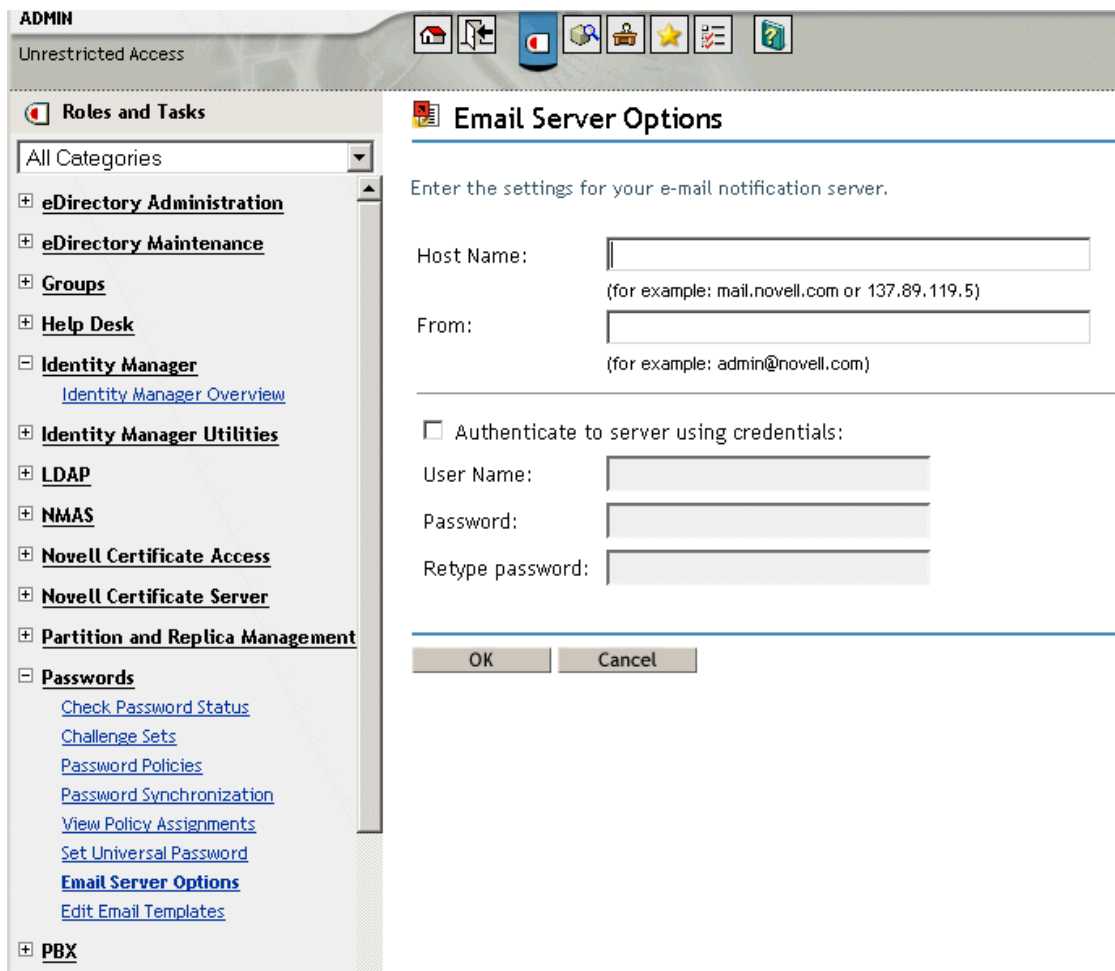 ADMIN
Unrestricted Access
Roles and Tasks
All Categories
eDirectory Administration
eDirectory Maintenance
Groups
Help Desk
Identity Manager
Identity Manager Overview
Identity Manager Utilities
LDAP
NMAS
Novell Certificate Access
Novell Certificate Server
Partition and Replica Management
Passwords
Check Password Status
Challenge Sets
Password Policies
Password Synchronization
View Policy Assignments
Set Universal Password
Email Server Options
Edit Email Templates
PBX
Email Server Options
Enter the settings for your e-mail notification server.
Host Name:
(for example: mail.novell.com or 137.89.119.5)
From:
(for example: admin@novell.com)
Authenticate to server using credentials:
User Name:
Password:
Retype password:
OK Cancel